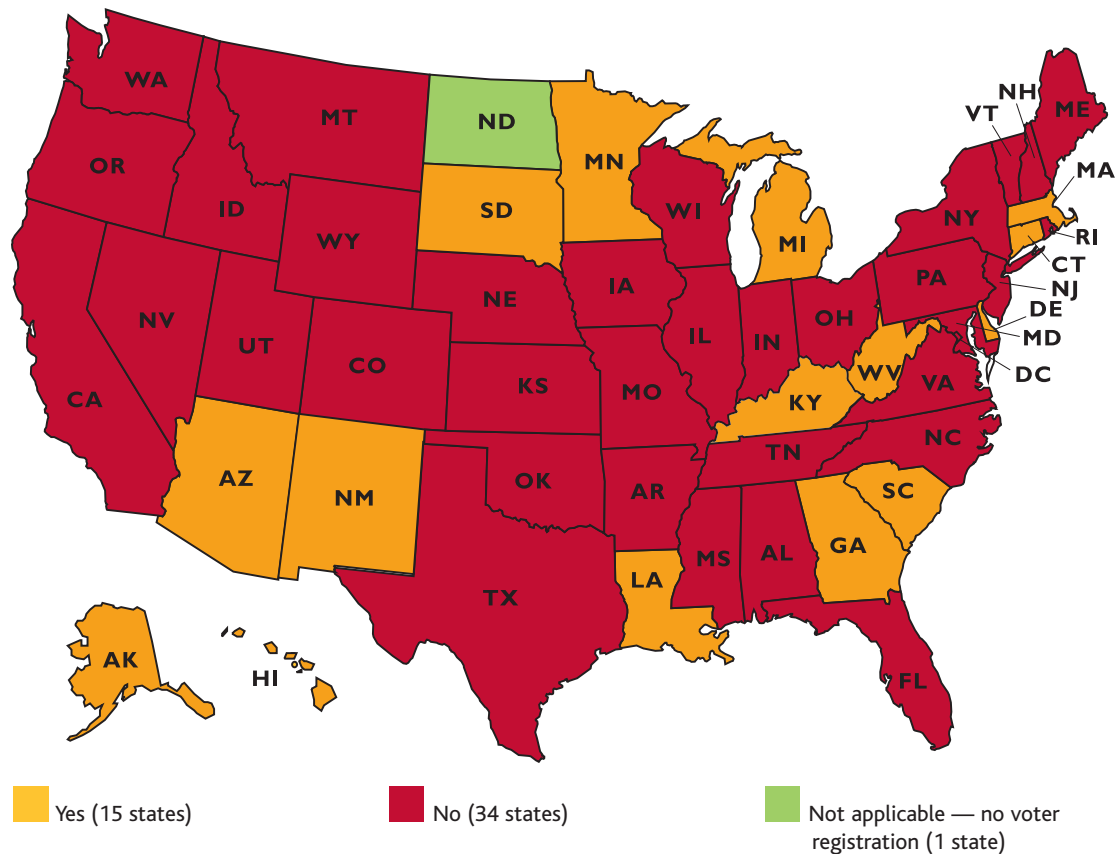 WA
MT
ND
MN
OR
ID
WY
SD
WI
MI
NH
VT
ME
MA
NY
RI
CT
NJ
PA
DE
MD
DC
NV
UT
CO
NE
IA
IL
IN
OH
WV
VA
CA
KS
MO
KY
NC
TN
AZ
NM
OK
AR
SC
GA
MS
AL
LA
TX
FL
AK
HI
Yes (15 states)
No (34 states)
Not applicable — no voter
registration (1 state)